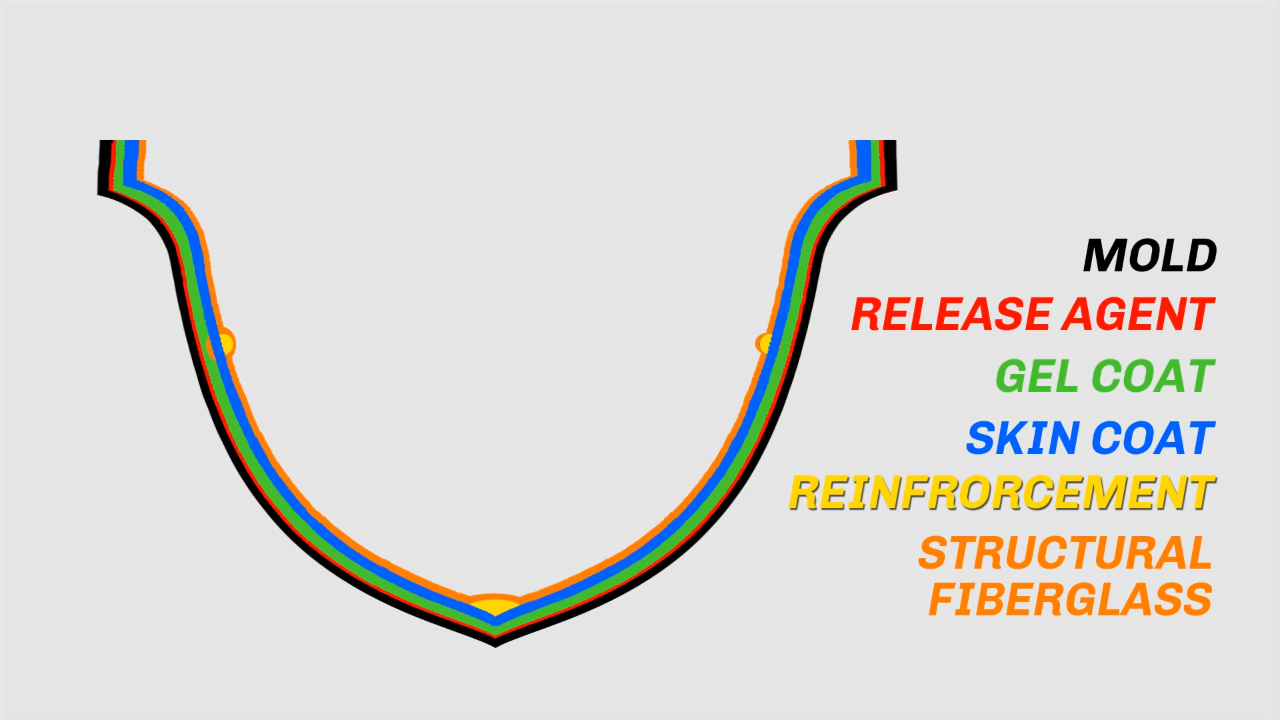 MOLD
RELEASE AGENT
GEL COAT
SKIN COAT
REINFRORCEMENT
STRUCTURAL
FIBERGLASS